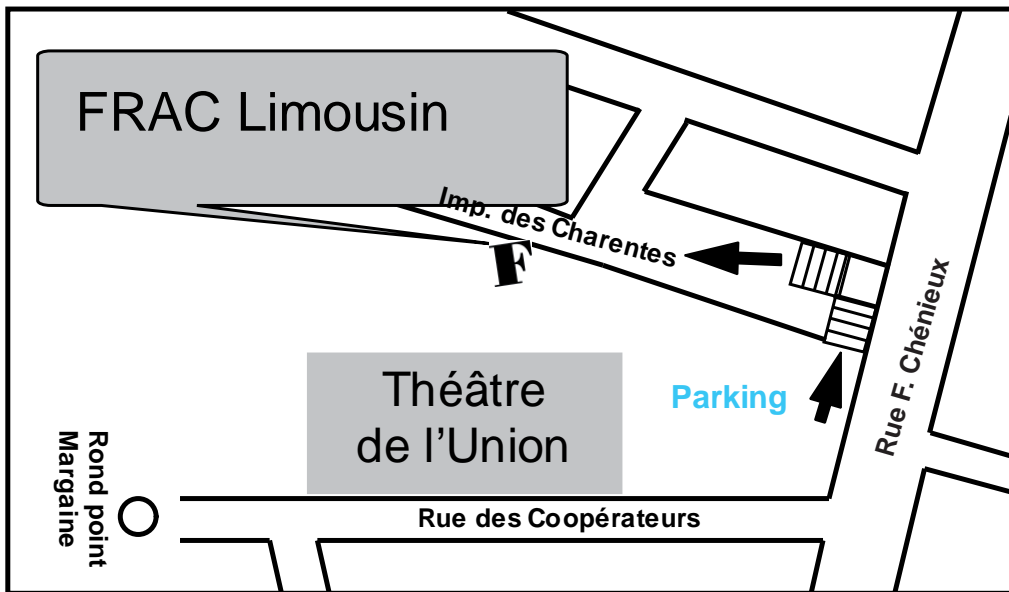 FRAC Limousin
Imp. des Charentes
F
Rue F. Chénieux
Théâtre
de l’Union
Parking
Rond point
Margaine
Rue des Coopérateurs